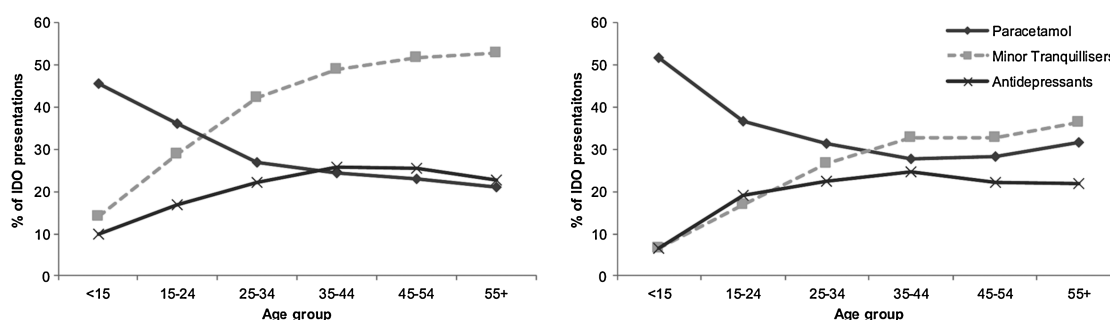 60
50
40
30
20
10
0
% of IDO presentations
<15 15-24 25-34 35-44 45-54 55+
Age group
60
50
40
30
20
10
0
% of IDO presentaitons
<15 15-24 25-34 35-44 45-54 55+
Age group
Paracetamol
Minor Tranquillisers
Antidepressants